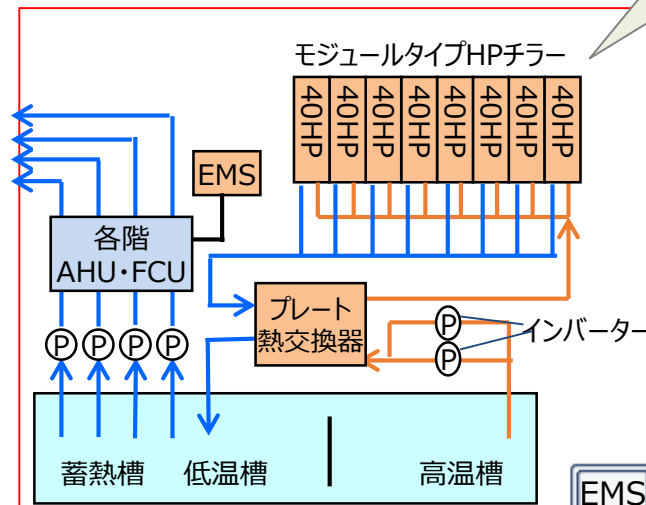 モジュールタイプHPチラー
40HP
40HP
40HP
40HP
40HP
40HP
40HP
40HP
EMS
各階
AHU・FCU
プレート
熱交換器
P
P
インバーター
P
P
P
P
蓄熱槽
低温槽
高温槽
EMS